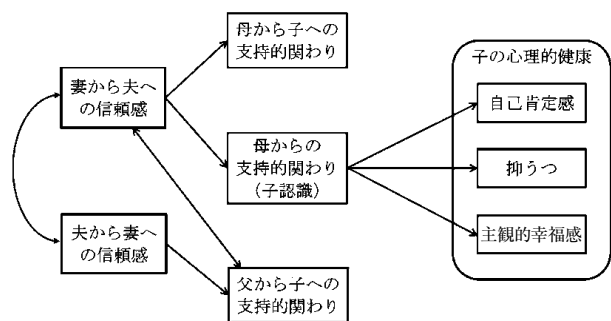 母から子への
支持的関わり
妻から夫へ
の信頼感
母からの
支持的関わり
(子認識)
夫から妻へ
の信頼感
父から子への
支持的関わり
子の心理的健康
自己肯定感
抑うつ
主観的幸福感